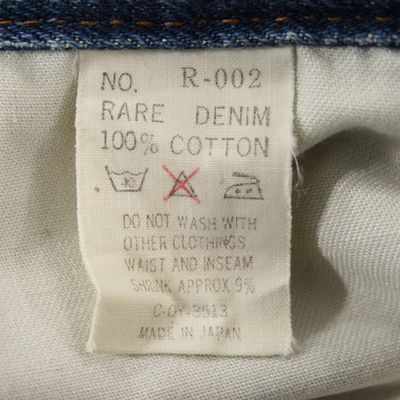 NO. R-002
RARE DENIM
100% COTTON
40
DO NOT WASH WITH
OTHER CLOTHINGS
WAIST AND INSEAM
SHRINK APPROX 9%
C-OY-3513
MADE IN JAPAN